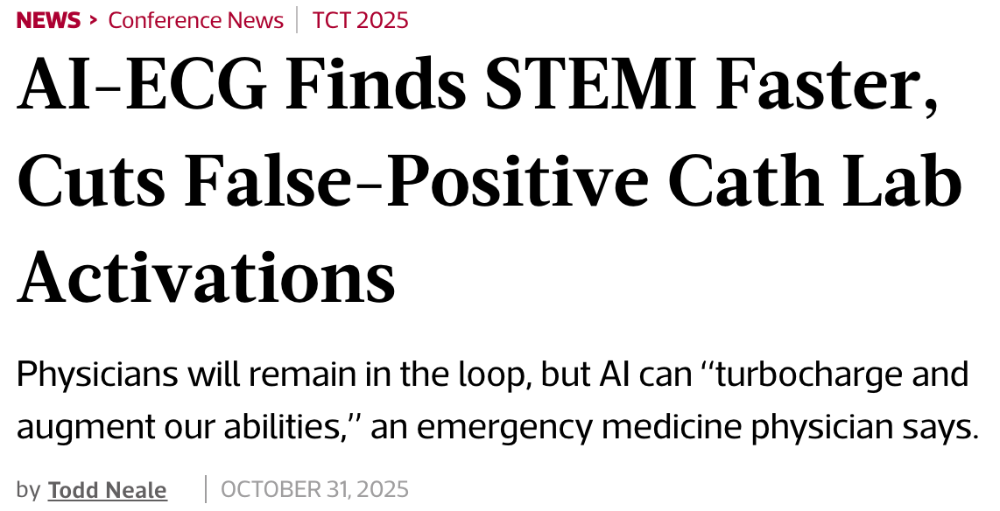 NEWS > Conference News | TCT 2025
AI-ECG Finds STEMI Faster,
Cuts False-Positive Cath Lab
Activations
Physicians will remain in the loop, but AI can “turbocharge and
augment our abilities,” an emergency medicine physician says.
by Todd Neale | OCTOBER 31, 2025